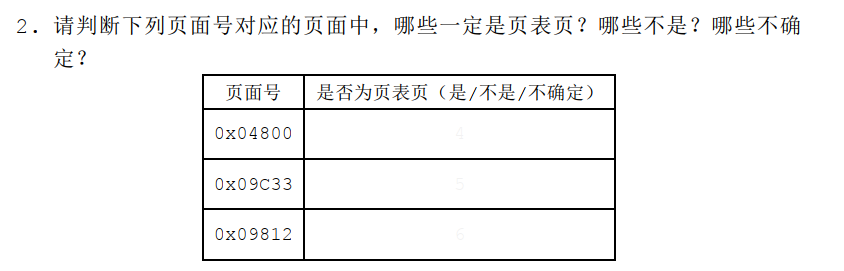 2．请判断下列页面号对应的页面中，哪些一定是页表页？哪些不是？哪些不确
定？
页面号 是否为页表页（是/不是/不确定）
0x04800 4
0x09C33 5
0x09812 6